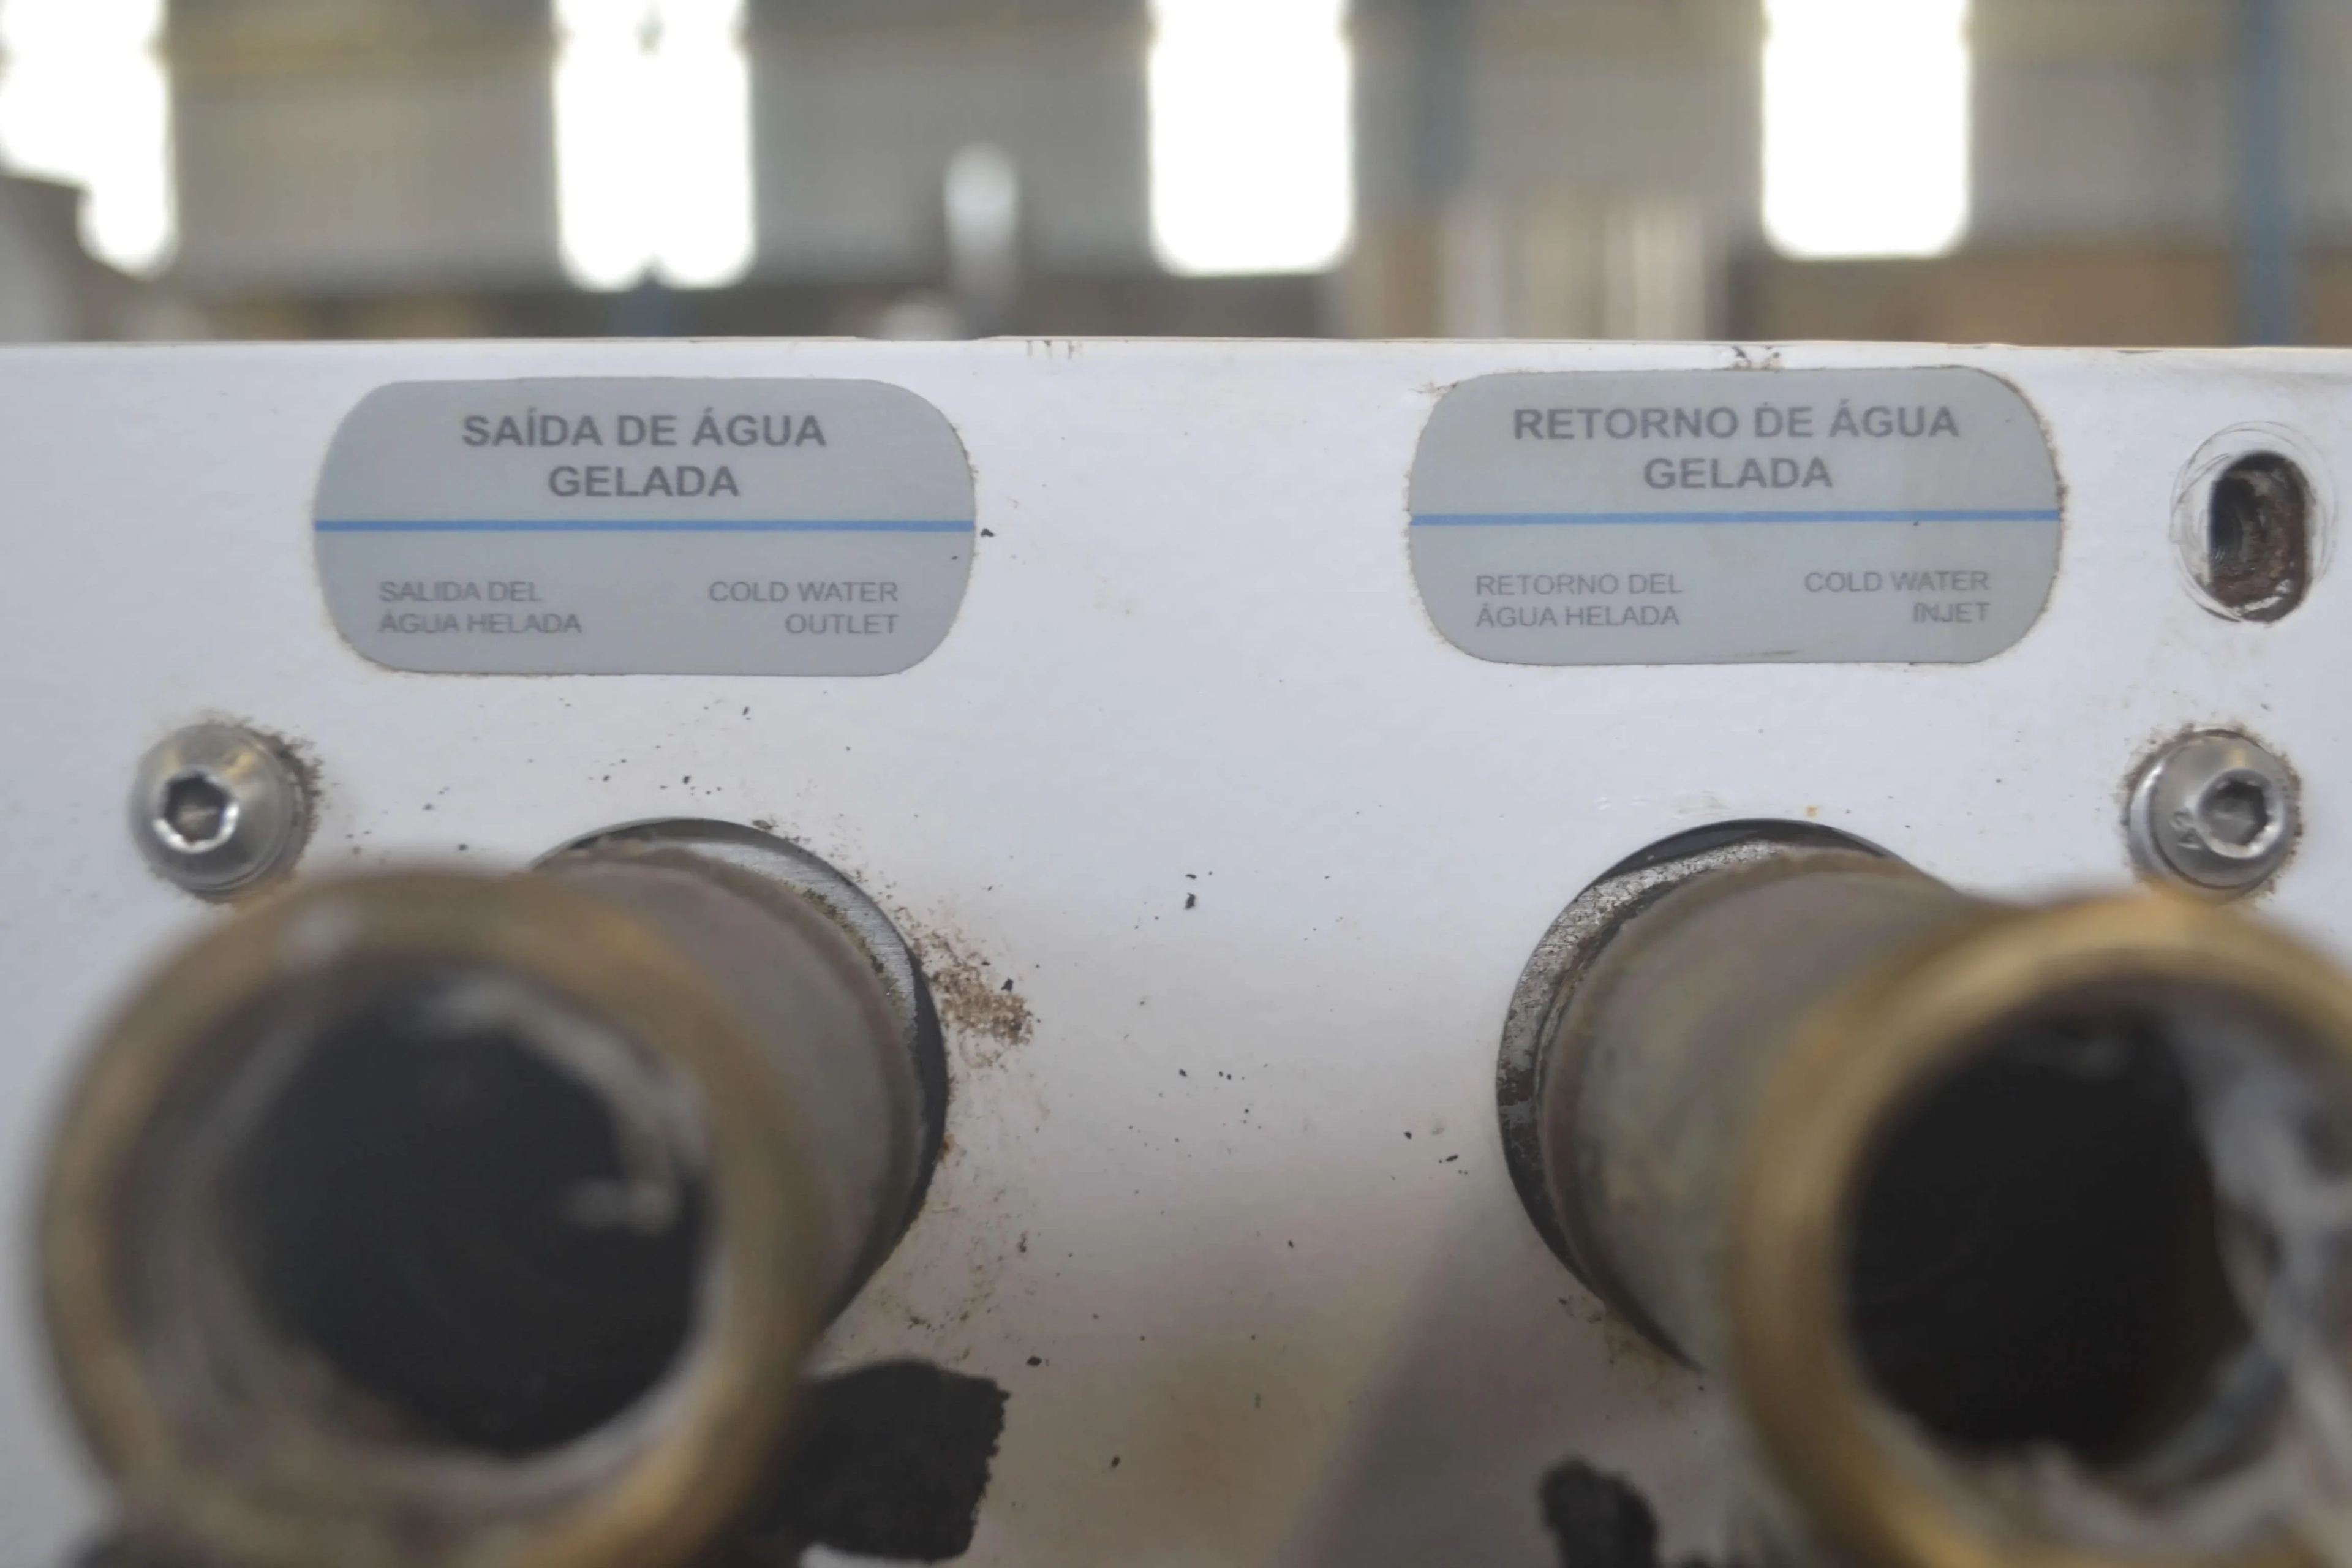 SAÍDA DE ÁGUA
GELADA
SALIDA DEL
ÁGUA HELADA
COLD WATER
OUTLET
RETORNO DE ÁGUA
GELADA
RETORNO DEL
ÁGUA HELADA
COLD WATER
INJET